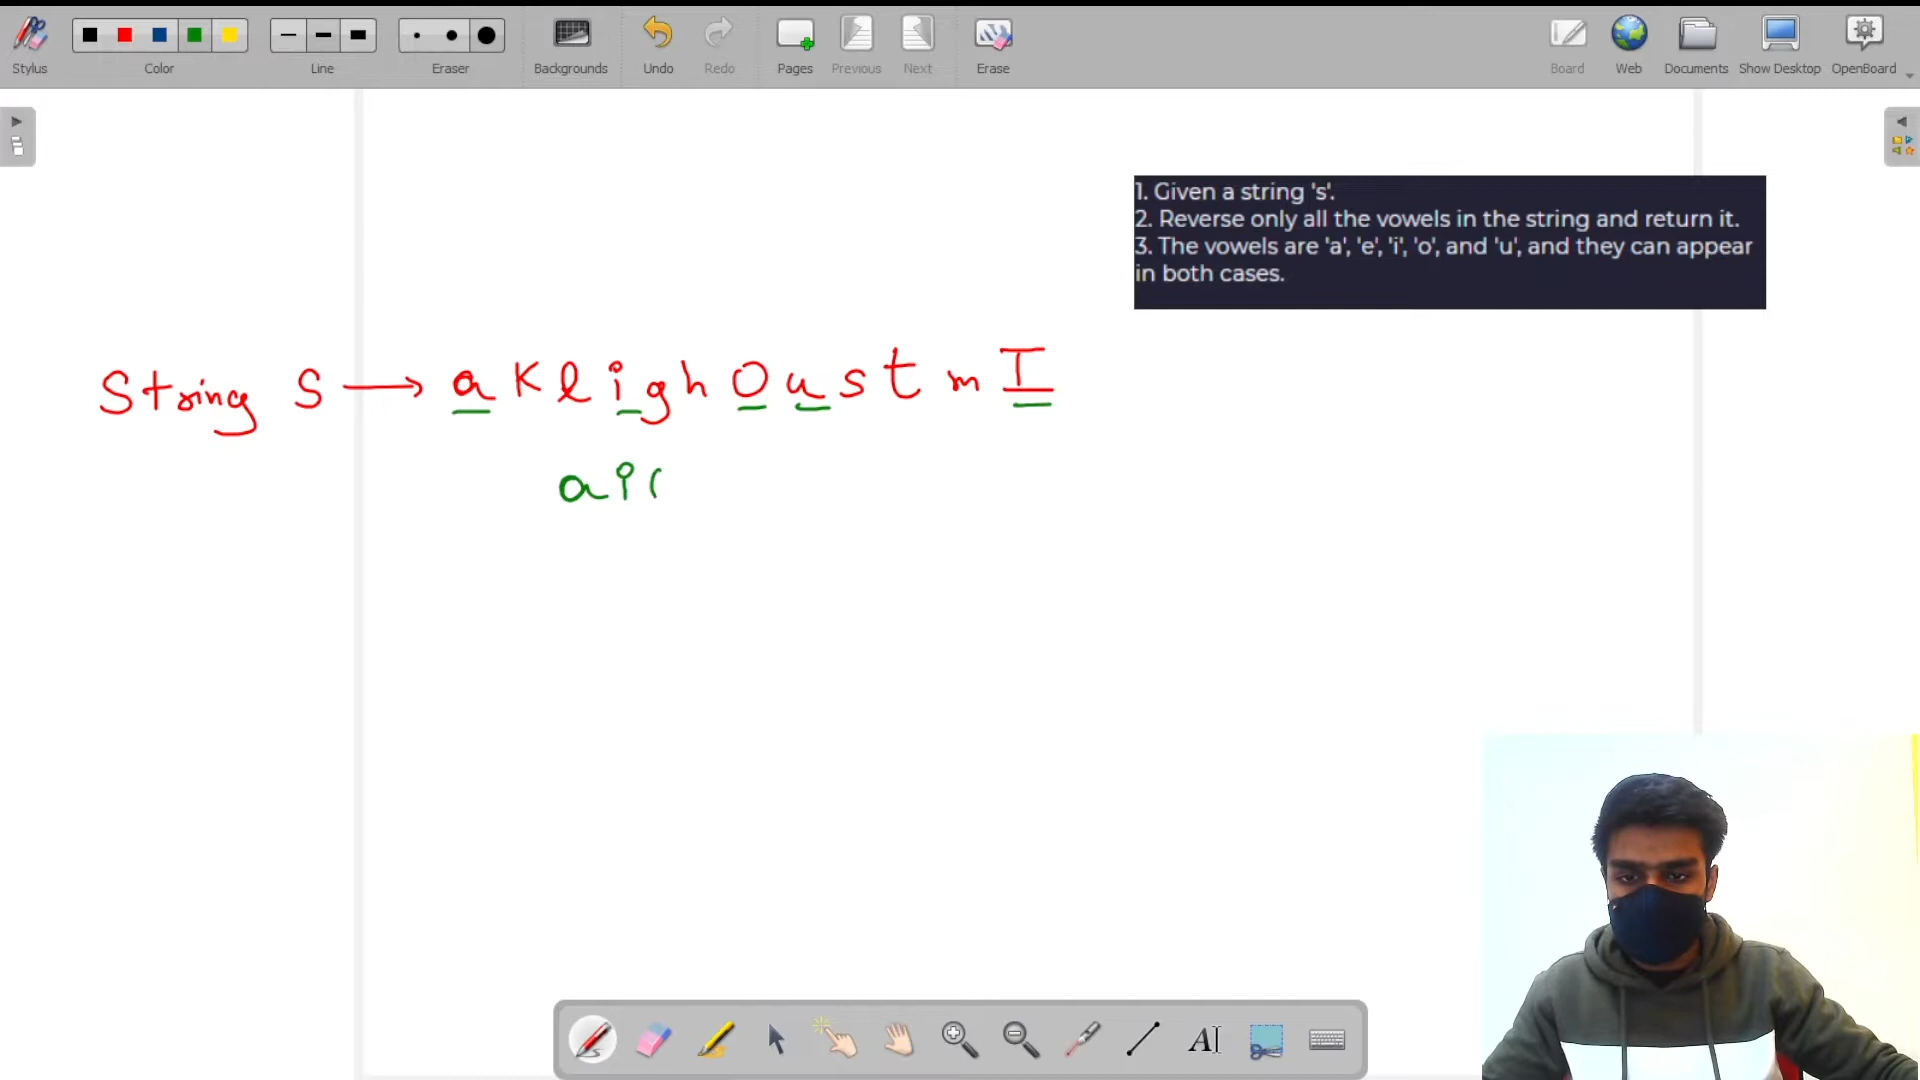 Stylus
Color
Line
Eraser
Backgrounds
Undo
Redo
Pages
Previous
Next
Erase
Board
Web
Documents
Show Desktop
OpenBoard
1. Given a string 's'.
2. Reverse only all the vowels in the string and return it.
3. The vowels are 'a', 'e', 'i', 'o', and 'u', and they can appear
in both cases.
String S → a K l i g h O u s t m I
a i (
AI